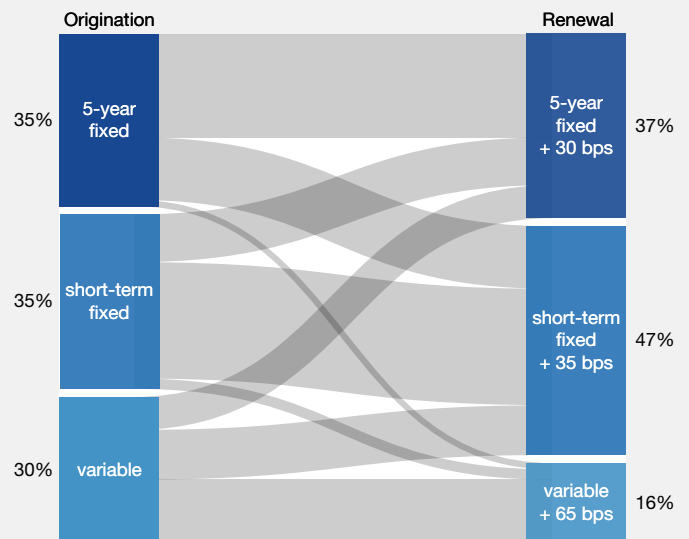 Origination
Renewal
35%
5-year
fixed
5-year
fixed
+ 30 bps
37%
35%
short-term
fixed
short-term
fixed
+ 35 bps
47%
30%
variable
variable
+ 65 bps
16%